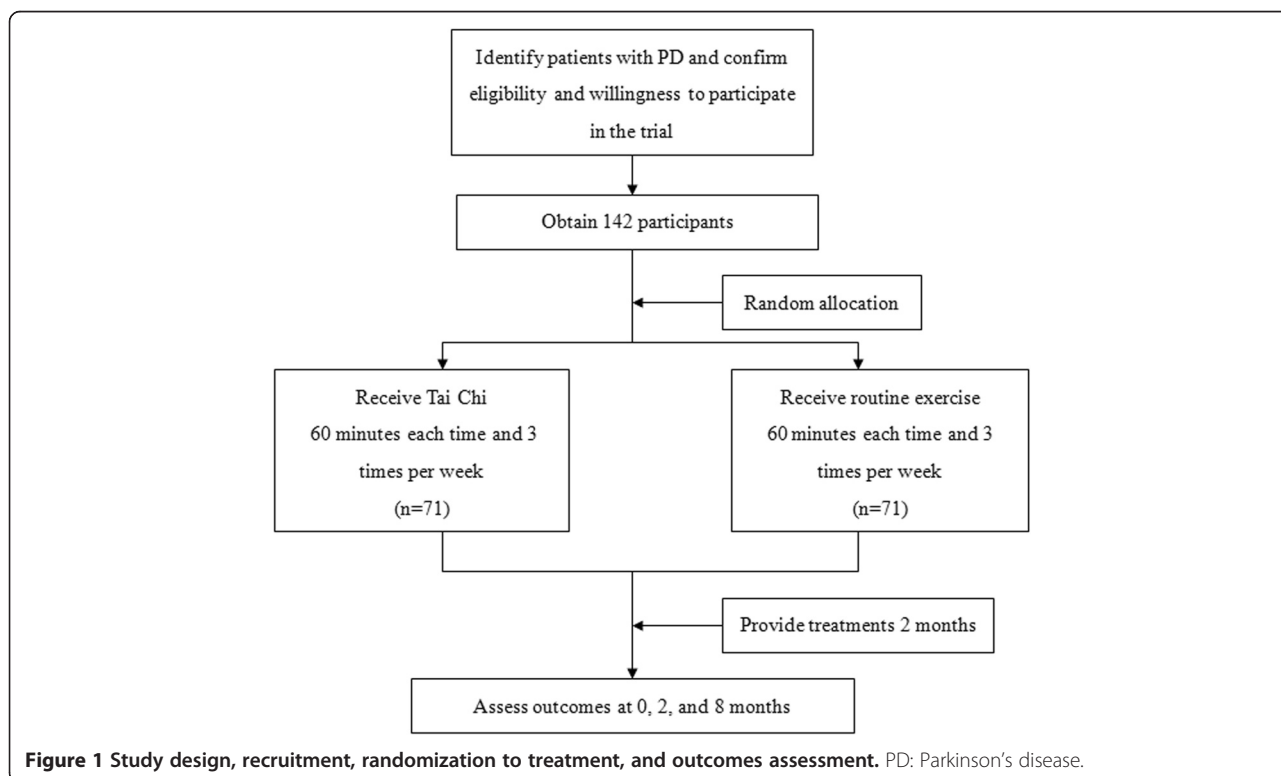 Identify patients with PD and confirm
eligibility and willingness to participate
in the trial
Obtain 142 participants
Random allocation
Receive Tai Chi
60 minutes each time and 3
times per week
(n=71)
Receive routine exercise
60 minutes each time and 3
times per week
(n=71)
Provide treatments 2 months
Assess outcomes at 0, 2, and 8 months
Figure 1 Study design, recruitment, randomization to treatment, and outcomes assessment. PD: Parkinson’s disease.